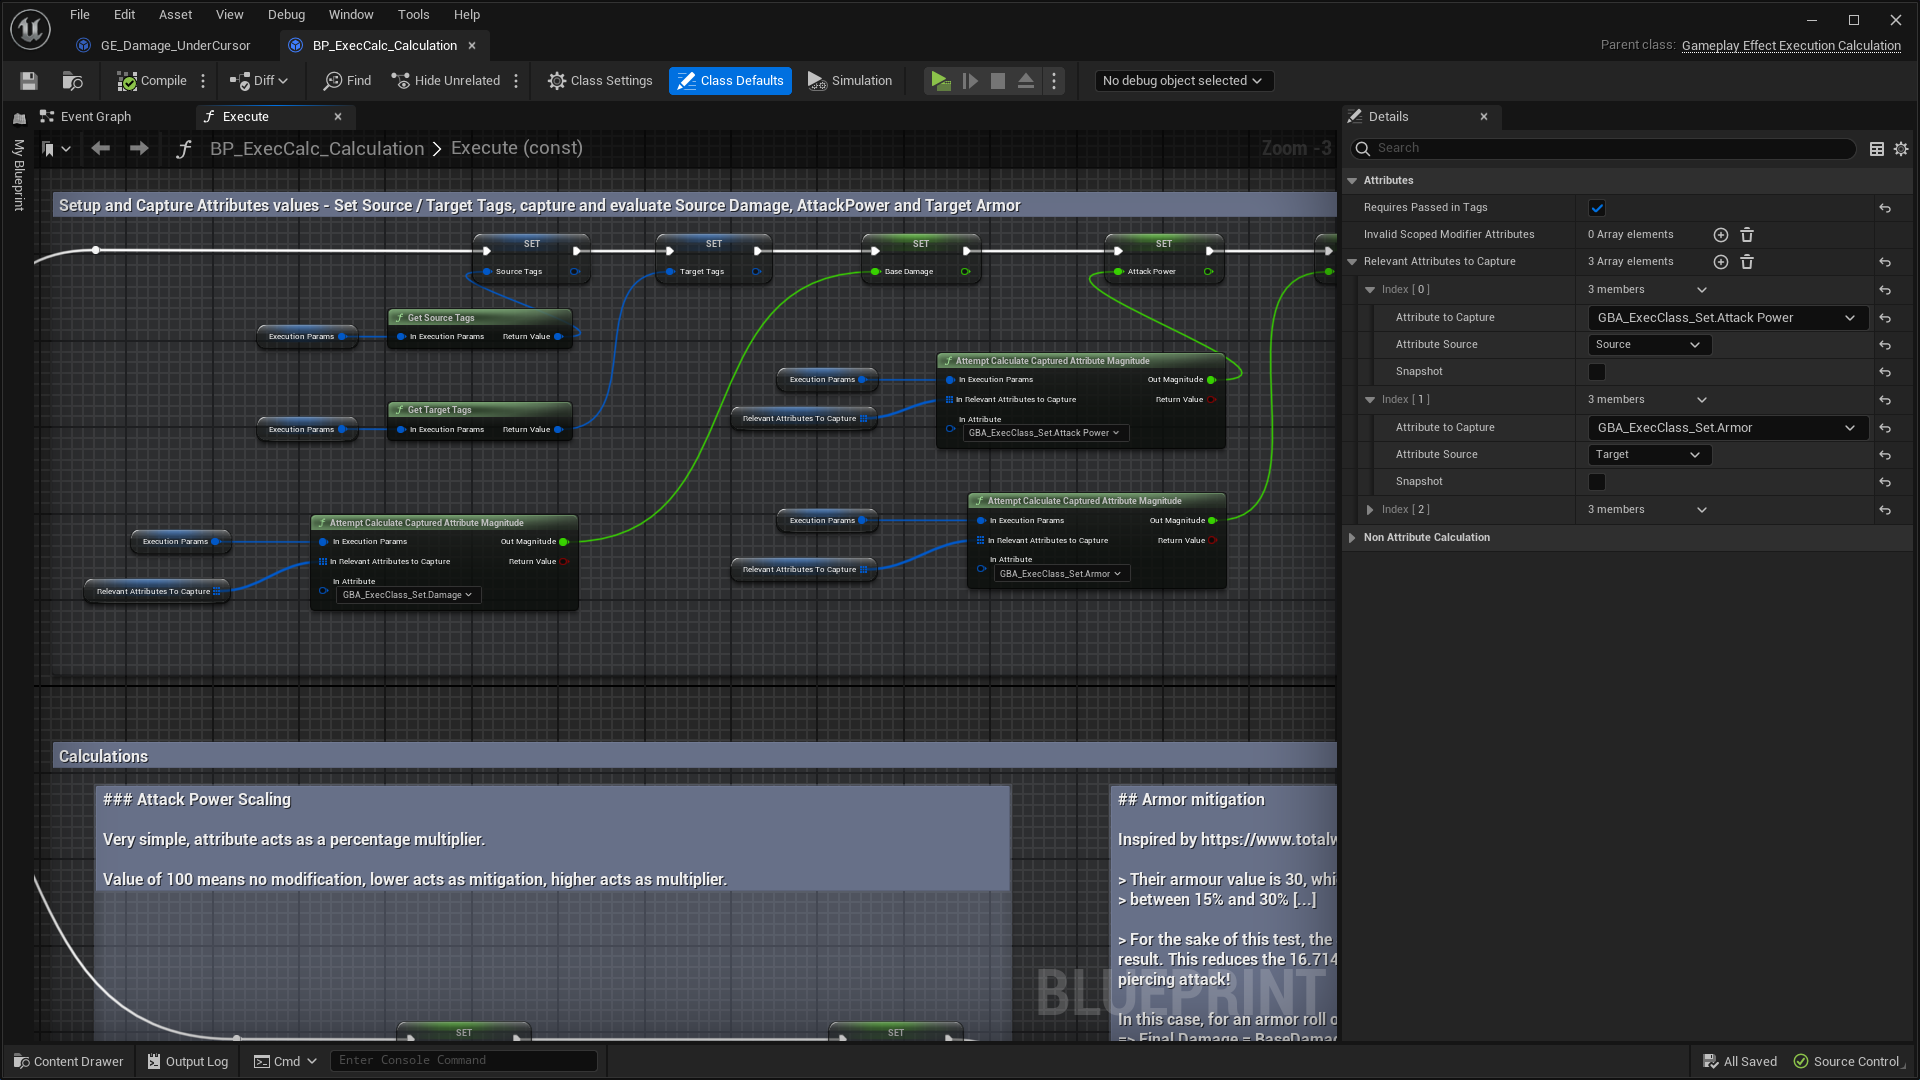 File Edit Asset View Debug Window Tools Help
GE_Damage_UnderCursor
BP_ExecCalc_Calculation
Parent class: Gameplay Effect Execution Calculation
Compile
Diff
Find
Hide Unrelated
Class Settings
Class Defaults
Simulation
No debug object selected
My Blueprint
Event Graph
Execute
BP_ExecCalc_Calculation > Execute (const)
Zoom -3
Setup and Capture Attributes values - Set Source / Target Tags, capture and evaluate Source Damage, AttackPower and Target Armor
SET
Source Tags
SET
Target Tags
SET
Base Damage
SET
Attack Power
Execution Params
Get Source Tags
In Execution Params
Return Value
Execution Params
Get Target Tags
In Execution Params
Return Value
Execution Params
Relevant Attributes To Capture
Attempt Calculate Captured Attribute Magnitude
In Execution Params
Out Magnitude
In Relevant Attributes to Capture
Return Value
In Attribute
GBA_ExecClass_Set.Attack Power
Execution Params
Relevant Attributes To Capture
Attempt Calculate Captured Attribute Magnitude
In Execution Params
Out Magnitude
In Relevant Attributes to Capture
Return Value
In Attribute
GBA_ExecClass_Set.Armor
Execution Params
Relevant Attributes To Capture
Attempt Calculate Captured Attribute Magnitude
In Execution Params
Out Magnitude
In Relevant Attributes to Capture
Return Value
In Attribute
GBA_ExecClass_Set.Damage
Calculations
### Attack Power Scaling
Very simple, attribute acts as a percentage multiplier.
Value of 100 means no modification, lower acts as mitigation, higher acts as multiplier.
SET
SET
## Armor mitigation
Inspired by https://www.totalw
> Their armour value is 30, whi
> between 15% and 30% [...]
> For the sake of this test, the
result. This reduces the 16.714
piercing attack!
In this case, for an armor roll o
=> Final Damage = BaseDamag
BLUEPRINT
Details
Search
Attributes
Requires Passed in Tags
Invalid Scoped Modifier Attributes
0 Array elements
Relevant Attributes to Capture
3 Array elements
Index [ 0 ]
3 members
Attribute to Capture
GBA_ExecClass_Set.Attack Power
Attribute Source
Source
Snapshot
Index [ 1 ]
3 members
Attribute to Capture
GBA_ExecClass_Set.Armor
Attribute Source
Target
Snapshot
Index [ 2 ]
3 members
Non Attribute Calculation
Content Drawer
Output Log
Cmd
Enter Console Command
All Saved
Source Control